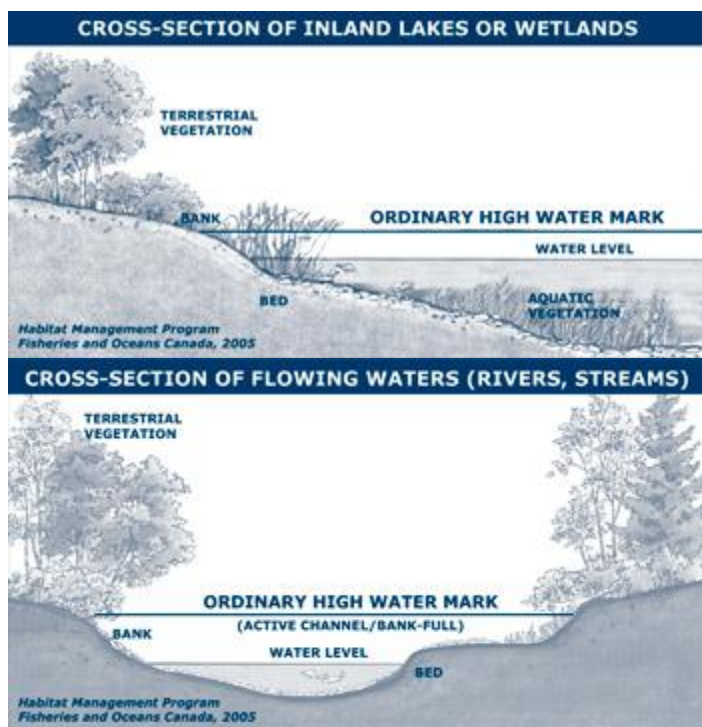 CROSS-SECTION OF INLAND LAKES OR WETLANDS
TERRESTRIAL
VEGETATION
BANK
ORDINARY HIGH WATER MARK
WATER LEVEL
BED
AQUATIC
VEGETATION
Habitat Management Program
Fisheries and Oceans Canada, 2005
CROSS-SECTION OF FLOWING WATERS (RIVERS, STREAMS)
TERRESTRIAL
VEGETATION
ORDINARY HIGH WATER MARK
(ACTIVE CHANNEL/BANK-FULL)
BANK
WATER LEVEL
BED
Habitat Management Program
Fisheries and Oceans Canada, 2005